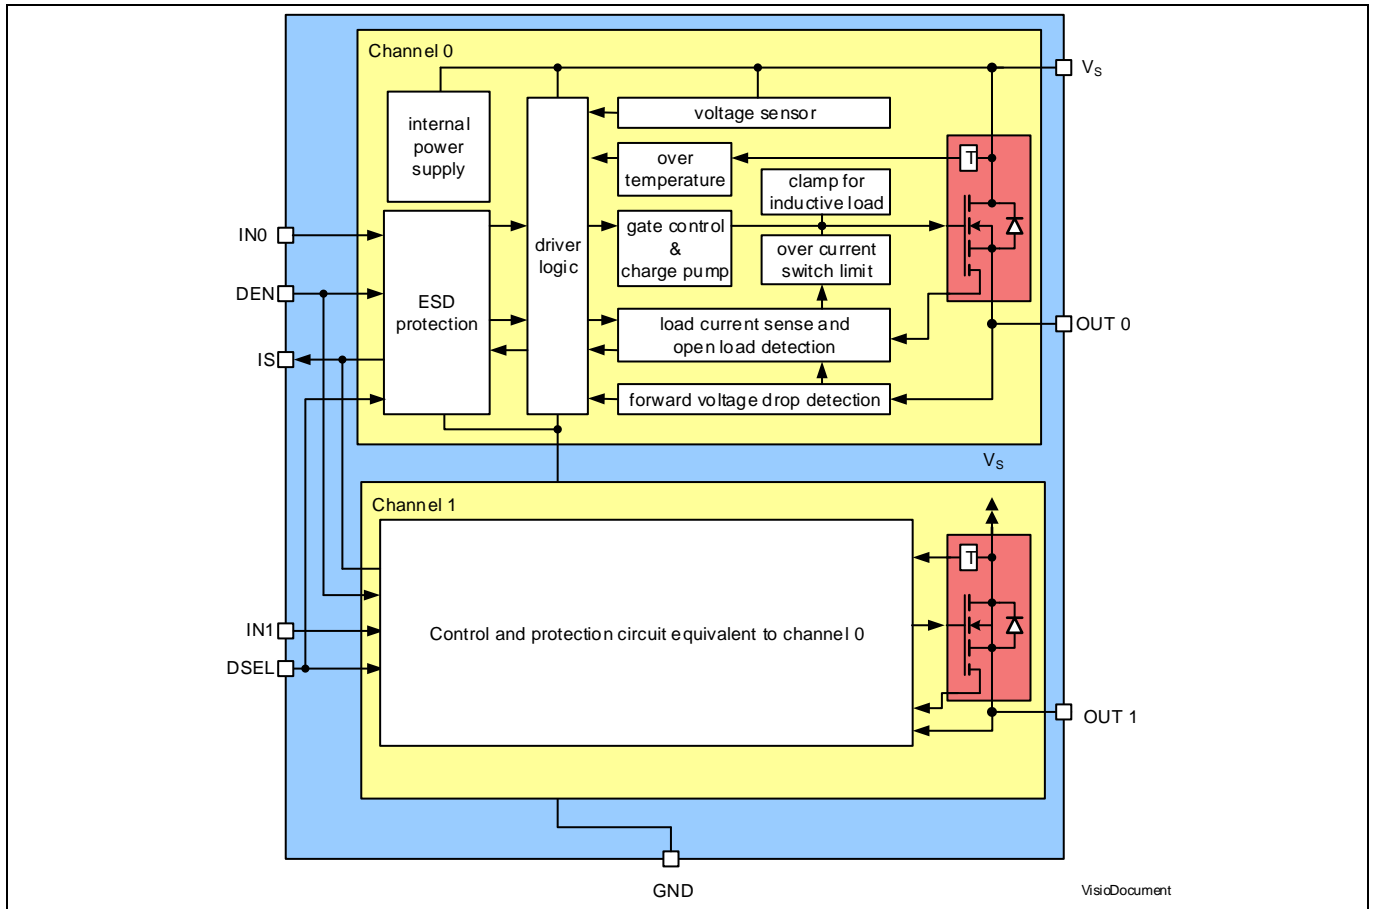 Channel 0
V_S
voltage sensor
internal
power
supply
T
over
temperature
clamp for
inductive load
IN0
gate control
&
charge pump
driver
logic
over current
switch limit
DEN
ESD
protection
load current sense and
open load detection
OUT 0
IS
forward voltage drop detection
V_S
Channel 1
T
IN1
Control and protection circuit equivalent to channel 0
DSEL
OUT 1
GND
VisioDocument